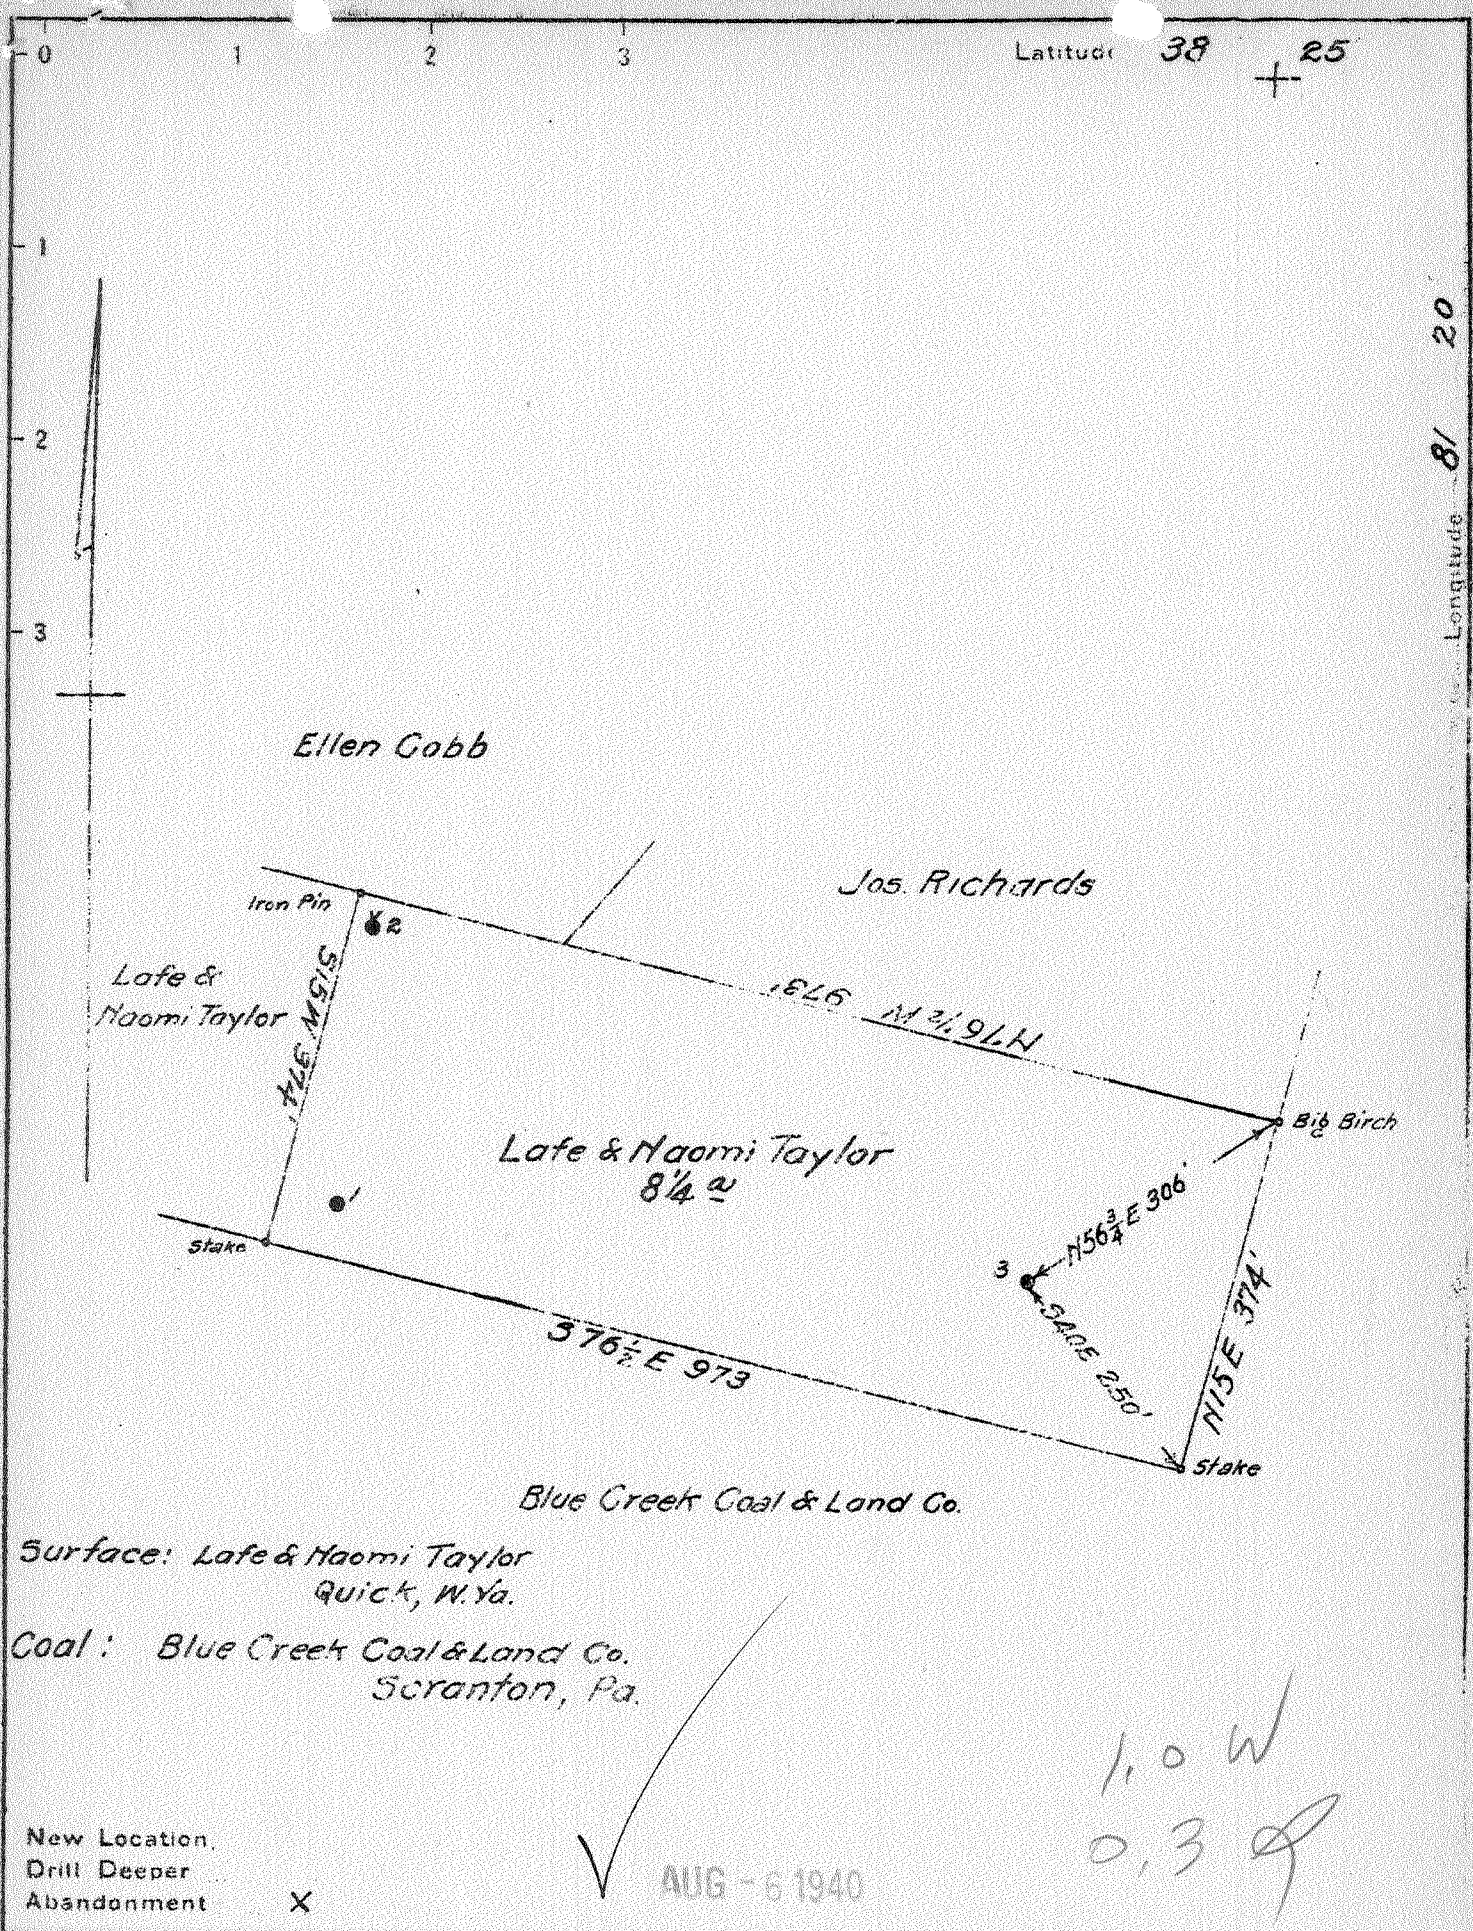 0 1 2 3 Latitude 38 25
1
2
3
Longitude 81 20
Ellen Cobb
Jos. Richards
Iron Pin
2
Lafe &
Naomi Taylor
S15W 374'
N76½W 973'
Big Birch
Lafe & Naomi Taylor
8¼ a
1
Stake
N56¾E 306'
3
S40E 250'
N15E 374'
S76½E 973
Stake
Blue Creek Coal & Land Co.
Surface: Lafe & Naomi Taylor
Quick, W. Va.
Coal: Blue Creek Coal & Land Co.
Scranton, Pa.
1.0 W
0.3
New Location
Drill Deeper
Abandonment X
AUG - 6 1940